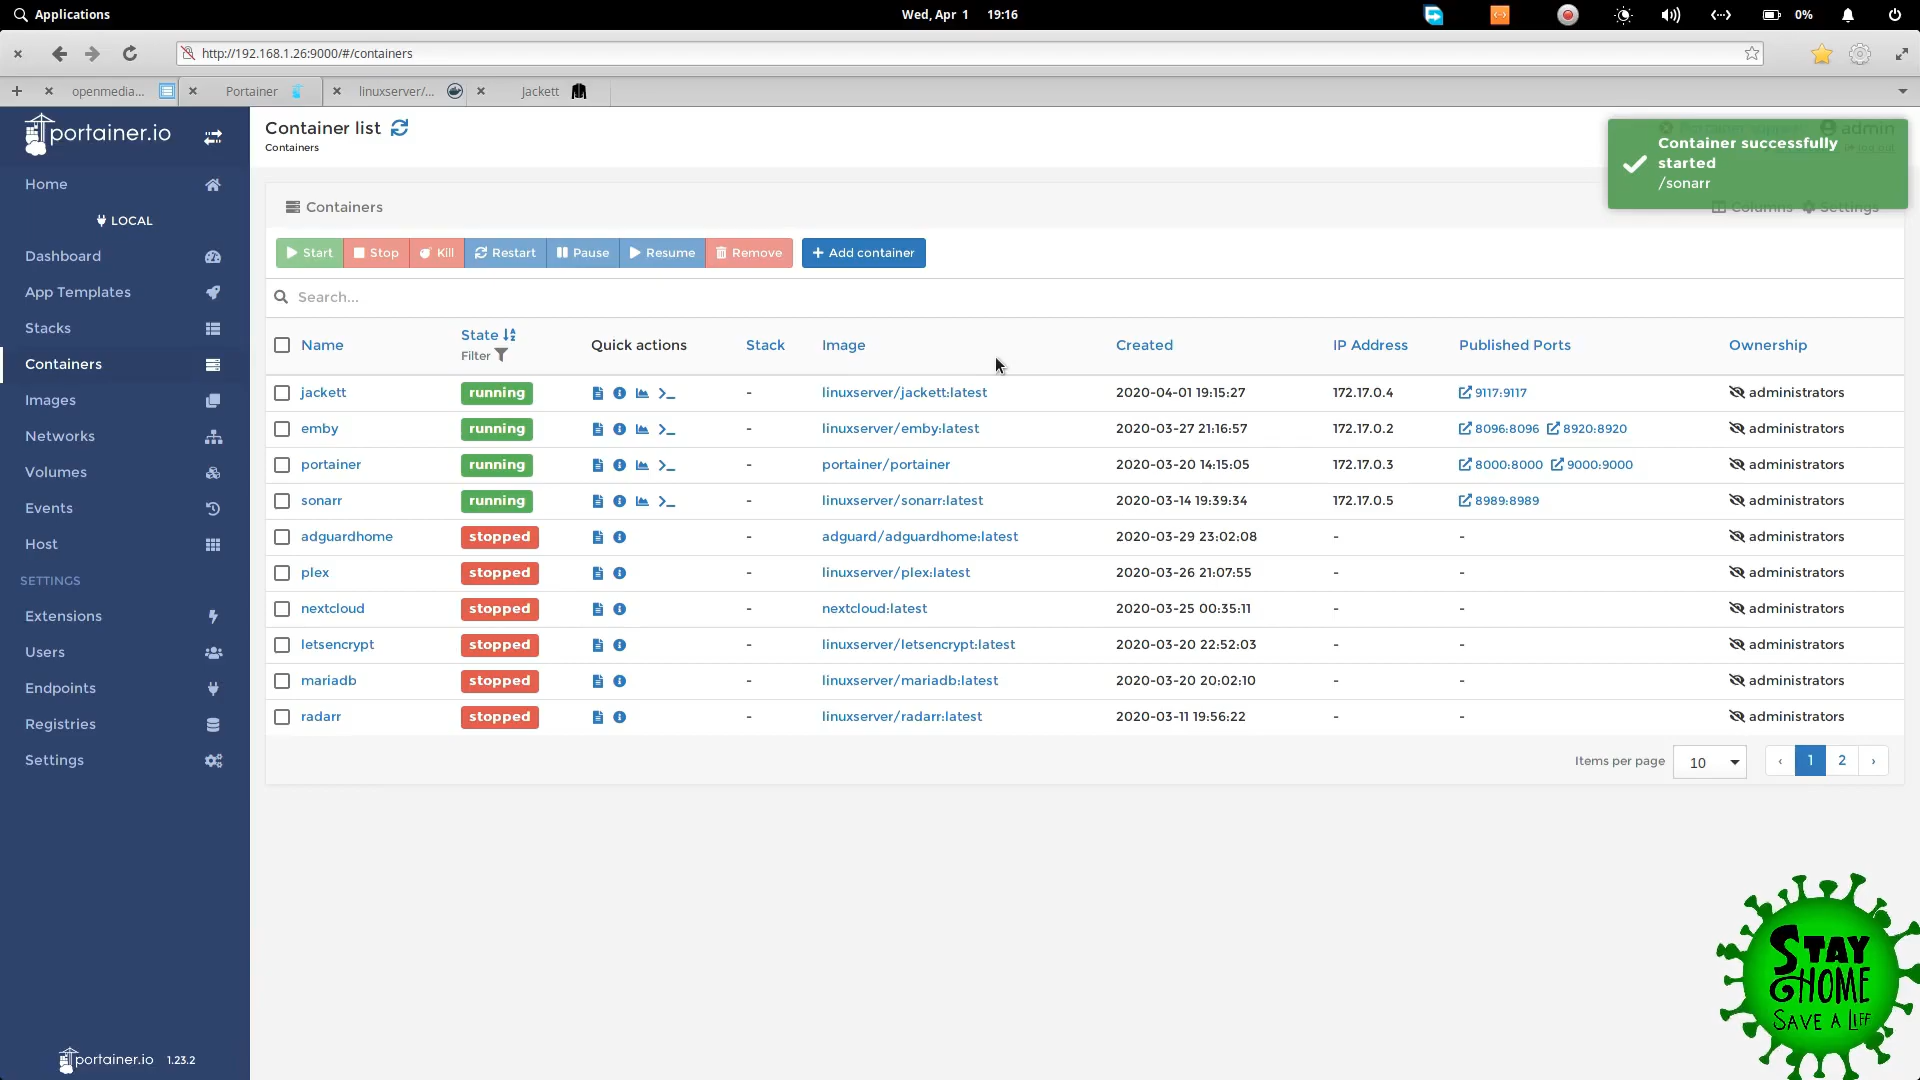 Applications
Wed, Apr 1 19:16
0%
http://192.168.1.26:9000/#/containers
openmedia...
Portainer
linuxserver/...
Jackett
portainer.io
Home
LOCAL
Dashboard
App Templates
Stacks
Containers
Images
Networks
Volumes
Events
Host
SETTINGS
Extensions
Users
Endpoints
Registries
Settings
portainer.io 1.23.2
Container list
Containers
admin
log out
Container successfully
started
/sonarr
Containers
Columns Settings
Start Stop Kill Restart Pause Resume Remove Add container
Search...
Name State Filter Quick actions Stack Image Created IP Address Published Ports Ownership
jackett running - linuxserver/jackett:latest 2020-04-01 19:15:27 172.17.0.4 9117:9117 administrators
emby running - linuxserver/emby:latest 2020-03-27 21:16:57 172.17.0.2 8096:8096 8920:8920 administrators
portainer running - portainer/portainer 2020-03-20 14:15:05 172.17.0.3 8000:8000 9000:9000 administrators
sonarr running - linuxserver/sonarr:latest 2020-03-14 19:39:34 172.17.0.5 8989:8989 administrators
adguardhome stopped - adguard/adguardhome:latest 2020-03-29 23:02:08 - - administrators
plex stopped - linuxserver/plex:latest 2020-03-26 21:07:55 - - administrators
nextcloud stopped - nextcloud:latest 2020-03-25 00:35:11 - - administrators
letsencrypt stopped - linuxserver/letsencrypt:latest 2020-03-20 22:52:03 - - administrators
mariadb stopped - linuxserver/mariadb:latest 2020-03-20 20:02:10 - - administrators
radarr stopped - linuxserver/radarr:latest 2020-03-11 19:56:22 - - administrators
Items per page 10 ‹ 1 2 ›
STAY
@HOME
SAVE A LIFE